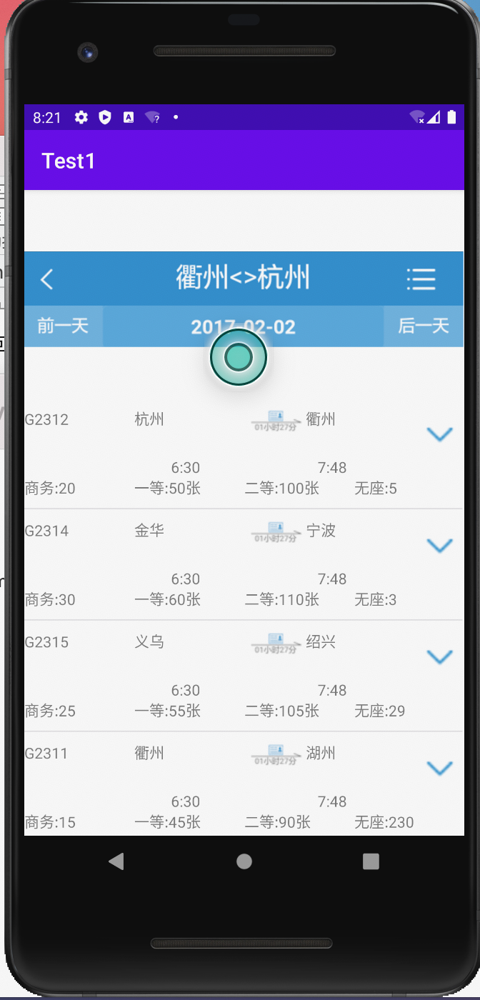 8:21
Test1
衢州<>杭州
前一天 2017-02-02 后一天
G2312 杭州 01小时27分 衢州
6:30 7:48
商务:20 一等:50张 二等:100张 无座:5
G2314 金华 01小时27分 宁波
6:30 7:48
商务:30 一等:60张 二等:110张 无座:3
G2315 义乌 01小时27分 绍兴
6:30 7:48
商务:25 一等:55张 二等:105张 无座:29
G2311 衢州 01小时27分 湖州
6:30 7:48
商务:15 一等:45张 二等:90张 无座:230